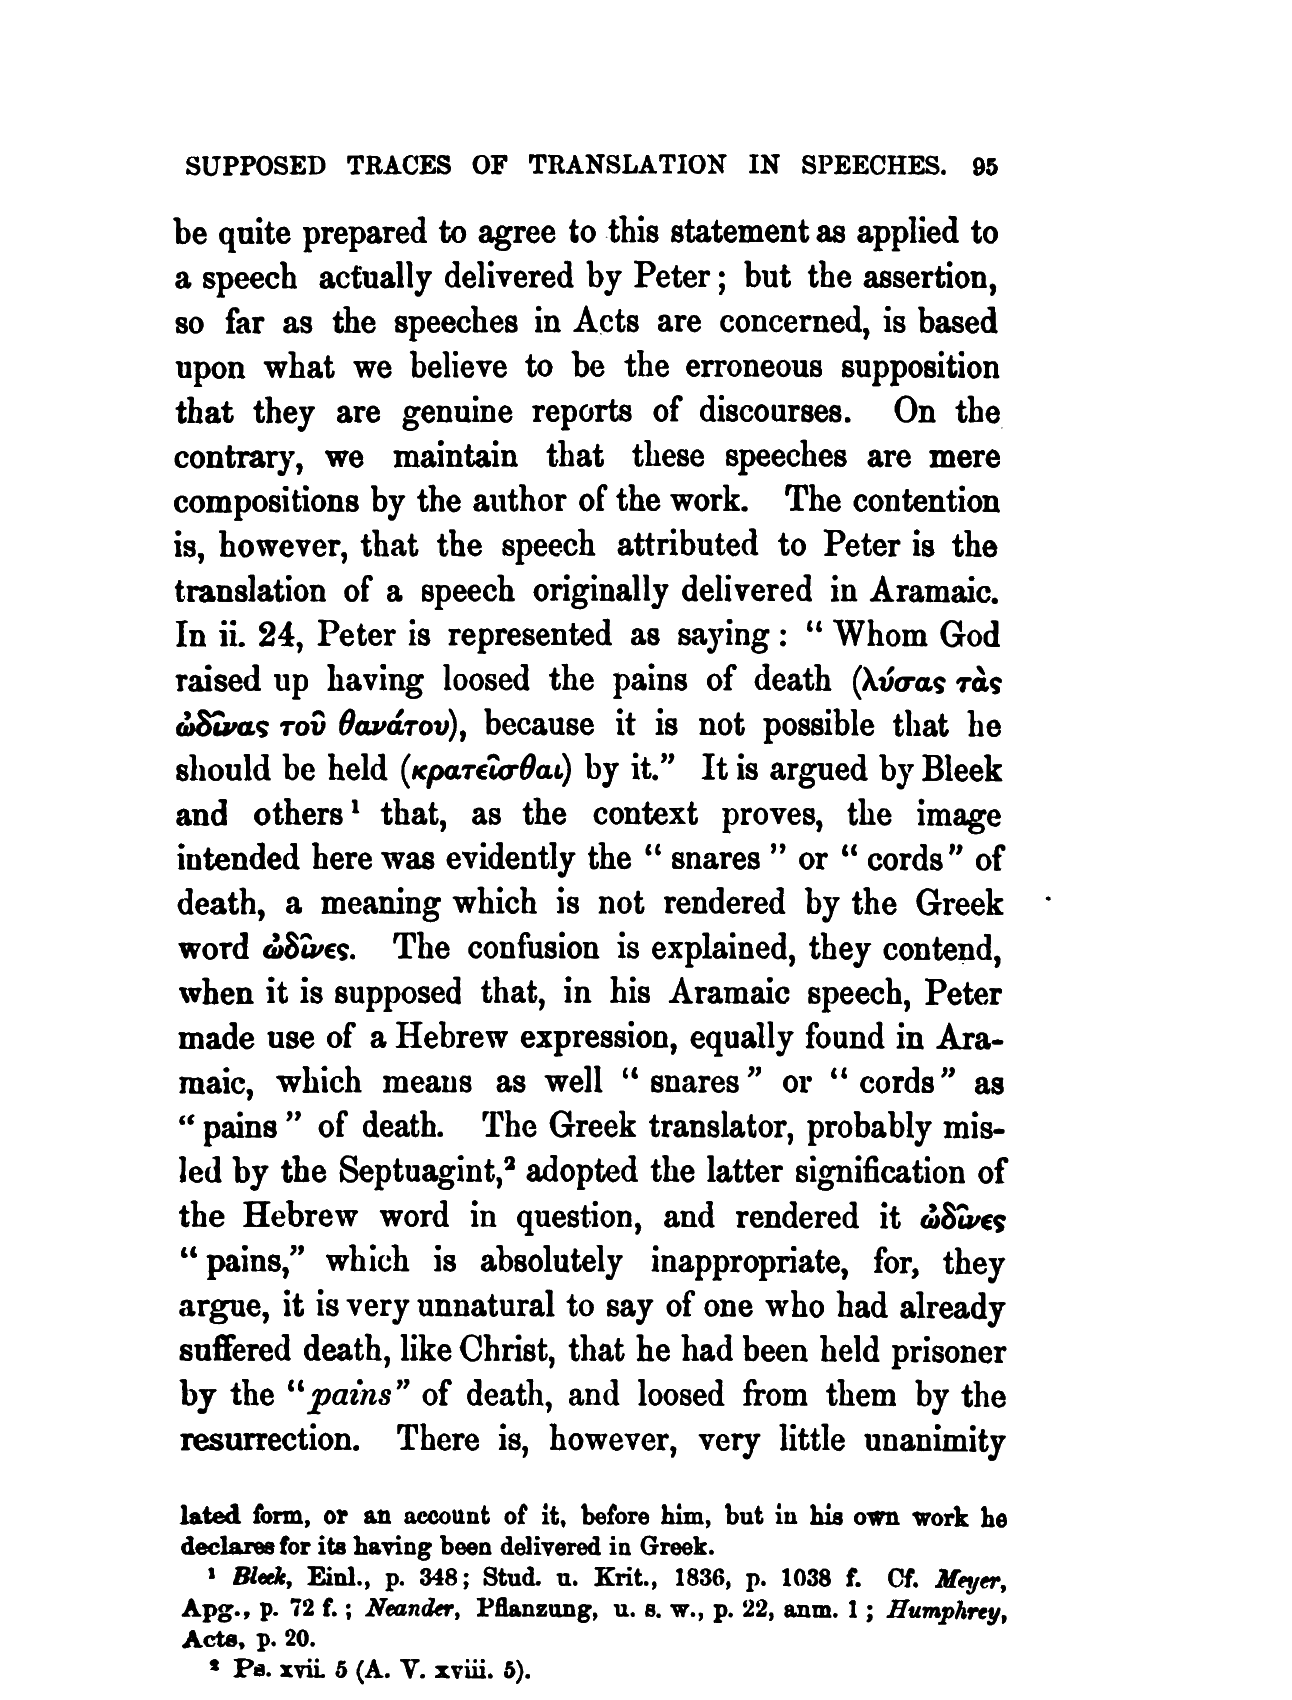 SUPPOSED TRACES OF TRANSLATION IN SPEECHES. 95
be quite prepared to agree to this statement as applied to
a speech actually delivered by Peter; but the assertion,
so far as the speeches in Acts are concerned, is based
upon what we believe to be the erroneous supposition
that they are genuine reports of discourses. On the
contrary, we maintain that these speeches are mere
compositions by the author of the work. The contention
is, however, that the speech attributed to Peter is the
translation of a speech originally delivered in Aramaic.
In ii. 24, Peter is represented as saying: “Whom God
raised up having loosed the pains of death (λύσας τὰς
ὠδῖνας τοῦ θανάτου), because it is not possible that he
should be held (κρατεῖσθαι) by it.” It is argued by Bleek
and others ¹ that, as the context proves, the image
intended here was evidently the “snares” or “cords” of
death, a meaning which is not rendered by the Greek
word ὠδῖνες. The confusion is explained, they contend,
when it is supposed that, in his Aramaic speech, Peter
made use of a Hebrew expression, equally found in Ara-
maic, which means as well “snares” or “cords” as
“pains” of death. The Greek translator, probably mis-
led by the Septuagint,² adopted the latter signification of
the Hebrew word in question, and rendered it ὠδῖνες
“pains,” which is absolutely inappropriate, for, they
argue, it is very unnatural to say of one who had already
suffered death, like Christ, that he had been held prisoner
by the “pains” of death, and loosed from them by the
resurrection. There is, however, very little unanimity
lated form, or an account of it, before him, but in his own work he
declares for its having been delivered in Greek.
¹ Bleek, Einl., p. 348; Stud. u. Krit., 1836, p. 1038 f. Cf. Meyer,
Apg., p. 72 f.; Neander, Pflanzung, u. s. w., p. 22, anm. 1; Humphrey,
Acts, p. 20.
² Ps. xvii. 5 (A. V. xviii. 5).